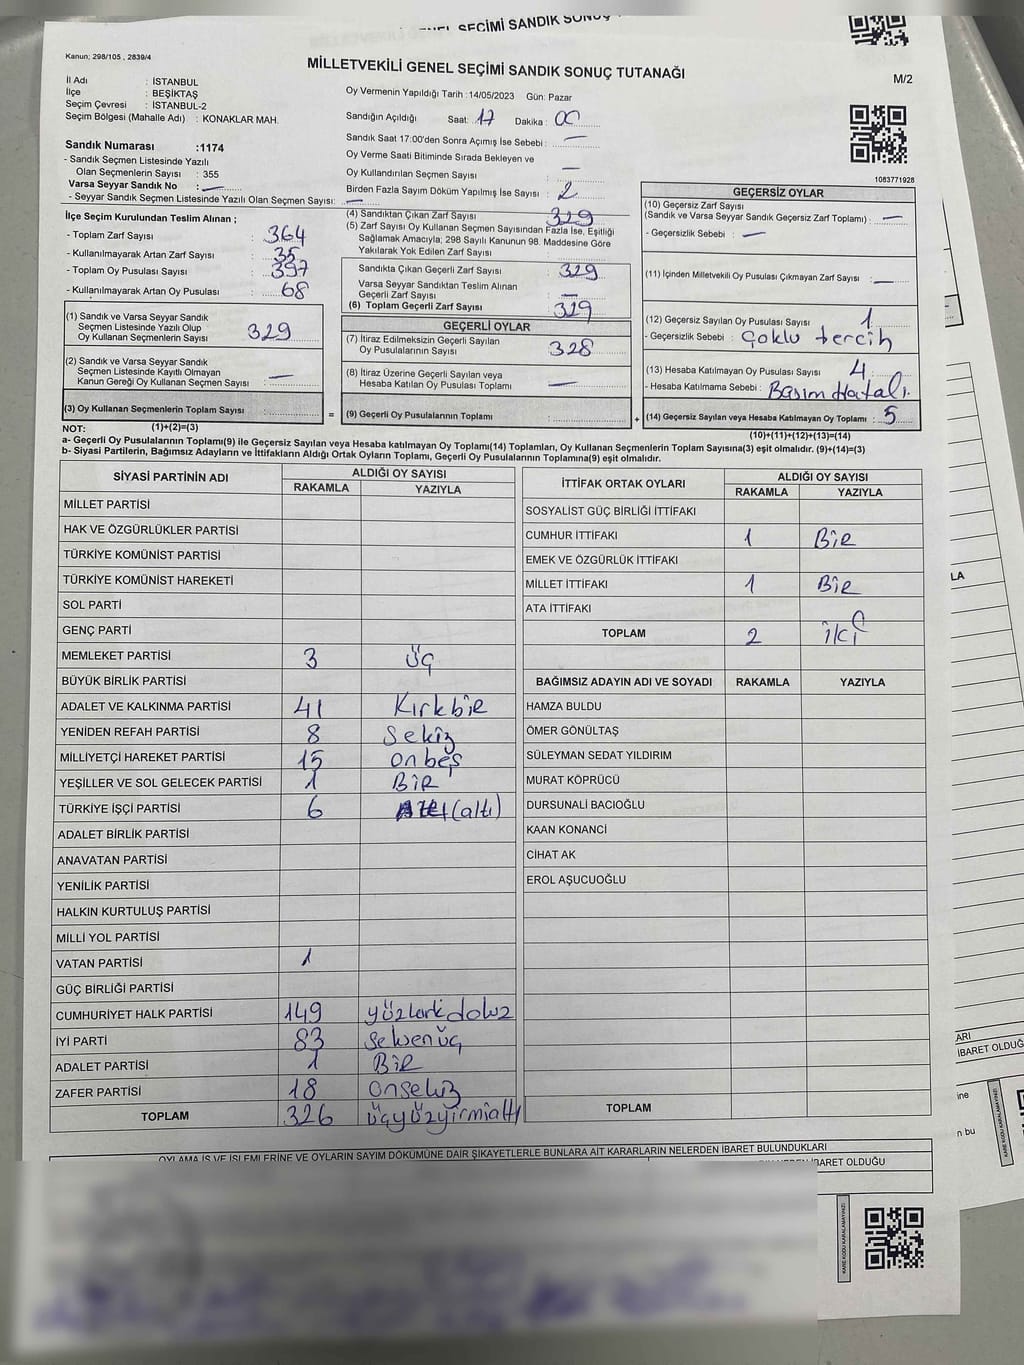 GENEL SEÇİMİ SANDIK SONUÇ
Kanun; 298/105 , 2839/4
MİLLETVEKİLİ GENEL SEÇİMİ SANDIK SONUÇ TUTANAĞI
M/2
İl Adı : İSTANBUL
İlçe : BEŞİKTAŞ
Seçim Çevresi : İSTANBUL-2
Seçim Bölgesi (Mahalle Adı) : KONAKLAR MAH.
Oy Vermenin Yapıldığı Tarih : 14/05/2023 Gün: Pazar
Sandığın Açıldığı Saat: 17 Dakika : 00
Sandık Saat 17:00'den Sonra Açımış İse Sebebi : —
Oy Verme Saati Bitiminde Sırada Bekleyen ve
Oy Kullandırılan Seçmen Sayısı : —
Birden Fazla Sayım Döküm Yapılmış İse Sayısı : 2
Sandık Numarası :1174
- Sandık Seçmen Listesinde Yazılı
Olan Seçmenlerin Sayısı : 355
Varsa Seyyar Sandık No : —
- Seyyar Sandık Seçmen Listesinde Yazılı Olan Seçmen Sayısı: —
1083771928
İlçe Seçim Kurulundan Teslim Alınan ;
- Toplam Zarf Sayısı : 364
- Kullanılmayarak Artan Zarf Sayısı : 35
- Toplam Oy Pusulası Sayısı : 397
- Kullanılmayarak Artan Oy Pusulası : 68
(1) Sandık ve Varsa Seyyar Sandık
Seçmen Listesinde Yazılı Olup
Oy Kullanan Seçmenlerin Sayısı : 329
(2) Sandık ve Varsa Seyyar Sandık
Seçmen Listesinde Kayıtlı Olmayan
Kanun Gereği Oy Kullanan Seçmen Sayısı : —
(3) Oy Kullanan Seçmenlerin Toplam Sayısı :
(1)+(2)=(3)
(4) Sandıktan Çıkan Zarf Sayısı : 329
(5) Zarf Sayısı Oy Kullanan Seçmen Sayısından Fazla İse, Eşitliği
Sağlamak Amacıyla; 298 Sayılı Kanunun 98. Maddesine Göre
Yakılarak Yok Edilen Zarf Sayısı :
Sandıkta Çıkan Geçerli Zarf Sayısı : 329
Varsa Seyyar Sandıktan Teslim Alınan
Geçerli Zarf Sayısı : —
(6) Toplam Geçerli Zarf Sayısı : 329
GEÇERLİ OYLAR
(7) İtiraz Edilmeksizin Geçerli Sayılan
Oy Pusulalarının Sayısı : 328
(8) İtiraz Üzerine Geçerli Sayılan veya
Hesaba Katılan Oy Pusulası Toplamı : —
= (9) Geçerli Oy Pusulalarının Toplamı :
GEÇERSİZ OYLAR
(10) Geçersiz Zarf Sayısı
(Sandık ve Varsa Seyyar Sandık Geçersiz Zarf Toplamı) : —
- Geçersizlik Sebebi : —
(11) İçinden Milletvekili Oy Pusulası Çıkmayan Zarf Sayısı : —
(12) Geçersiz Sayılan Oy Pusulası Sayısı : 1
- Geçersizlik Sebebi : Çoklu tercih
(13) Hesaba Katılmayan Oy Pusulası Sayısı : 4
- Hesaba Katılmama Sebebi : Basım Hatalı.
+ (14) Geçersiz Sayılan veya Hesaba Katılmayan Oy Toplamı : 5
(10)+(11)+(12)+(13)=(14)
NOT:
a- Geçerli Oy Pusulalarının Toplamı(9) ile Geçersiz Sayılan veya Hesaba katılmayan Oy Toplamı(14) Toplamları, Oy Kullanan Seçmenlerin Toplam Sayısına(3) eşit olmalıdır. (9)+(14)=(3)
b- Siyasi Partilerin, Bağımsız Adayların ve İttifakların Aldığı Ortak Oyların Toplamı, Geçerli Oy Pusulalarının Toplamına(9) eşit olmalıdır.
SİYASİ PARTİNİN ADI ALDIĞI OY SAYISI
RAKAMLA YAZIYLA
MİLLET PARTİSİ
HAK VE ÖZGÜRLÜKLER PARTİSİ
TÜRKİYE KOMÜNİST PARTİSİ
TÜRKİYE KOMÜNİST HAREKETİ
SOL PARTİ
GENÇ PARTİ
MEMLEKET PARTİSİ 3 üç
BÜYÜK BİRLİK PARTİSİ
ADALET VE KALKINMA PARTİSİ 41 Kırkbir
YENİDEN REFAH PARTİSİ 8 Sekiz
MİLLİYETÇİ HAREKET PARTİSİ 15 onbeş
YEŞİLLER VE SOL GELECEK PARTİSİ 1 BİR
TÜRKİYE İŞÇİ PARTİSİ 6 (altı)
ADALET BİRLİK PARTİSİ
ANAVATAN PARTİSİ
YENİLİK PARTİSİ
HALKIN KURTULUŞ PARTİSİ
MİLLİ YOL PARTİSİ
VATAN PARTİSİ 1
GÜÇ BİRLİĞİ PARTİSİ
CUMHURİYET HALK PARTİSİ 149
İYİ PARTİ 83 Seksenüç
ADALET PARTİSİ 1 BİR
ZAFER PARTİSİ 18 Onsekiz
TOPLAM 326 üçyüzyirmialtı
İTTİFAK ORTAK OYLARI ALDIĞI OY SAYISI
RAKAMLA YAZIYLA
SOSYALİST GÜÇ BİRLİĞİ İTTİFAKI
CUMHUR İTTİFAKI 1 BİR
EMEK VE ÖZGÜRLÜK İTTİFAKI
MİLLET İTTİFAKI 1 BİR
ATA İTTİFAKI
TOPLAM 2 iki
BAĞIMSIZ ADAYIN ADI VE SOYADI RAKAMLA YAZIYLA
HAMZA BULDU
ÖMER GÖNÜLTAŞ
SÜLEYMAN SEDAT YILDIRIM
MURAT KÖPRÜCÜ
DURSUNALİ BACIOĞLU
KAAN KONANCİ
CİHAT AK
EROL AŞUCUOĞLU
TOPLAM
OYLAMA İŞ VE İŞLEMLERİNE VE OYLARIN SAYIM DÖKÜMÜNE DAİR ŞİKAYETLERLE BUNLARA AİT KARARLARIN NELERDEN İBARET BULUNDUKLARI
İBARET OLDUĞU
KARE KODU KARALAMAYINIZ!
LA
ARI
İBARET OLDUĞ
ine
n bu
KARE KODU KARALAMAYINIZ!